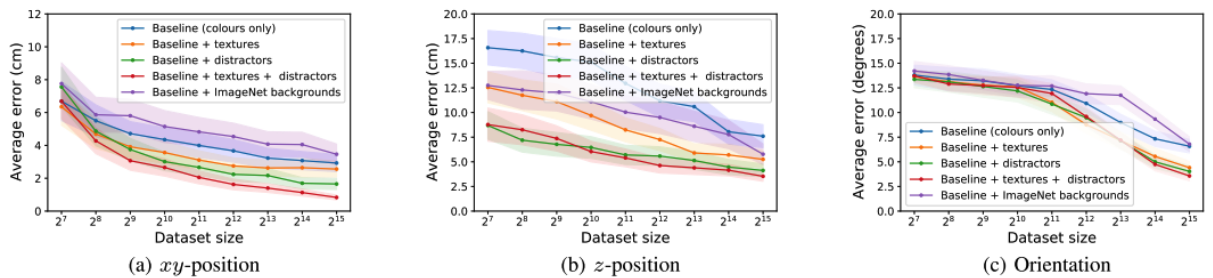 12
10
8
6
4
2
0
Average error (cm)
Baseline (colours only)
Baseline + textures
Baseline + distractors
Baseline + textures + distractors
Baseline + ImageNet backgrounds
2^7 2^8 2^9 2^10 2^11 2^12 2^13 2^14 2^15
Dataset size
(a) xy-position
20.0
17.5
15.0
12.5
10.0
7.5
5.0
2.5
0.0
Average error (cm)
Baseline (colours only)
Baseline + textures
Baseline + distractors
Baseline + textures + distractors
Baseline + ImageNet backgrounds
2^7 2^8 2^9 2^10 2^11 2^12 2^13 2^14 2^15
Dataset size
(b) z-position
20.0
17.5
15.0
12.5
10.0
7.5
5.0
2.5
0.0
Average error (degrees)
Baseline (colours only)
Baseline + textures
Baseline + distractors
Baseline + textures + distractors
Baseline + ImageNet backgrounds
2^7 2^8 2^9 2^10 2^11 2^12 2^13 2^14 2^15
Dataset size
(c) Orientation